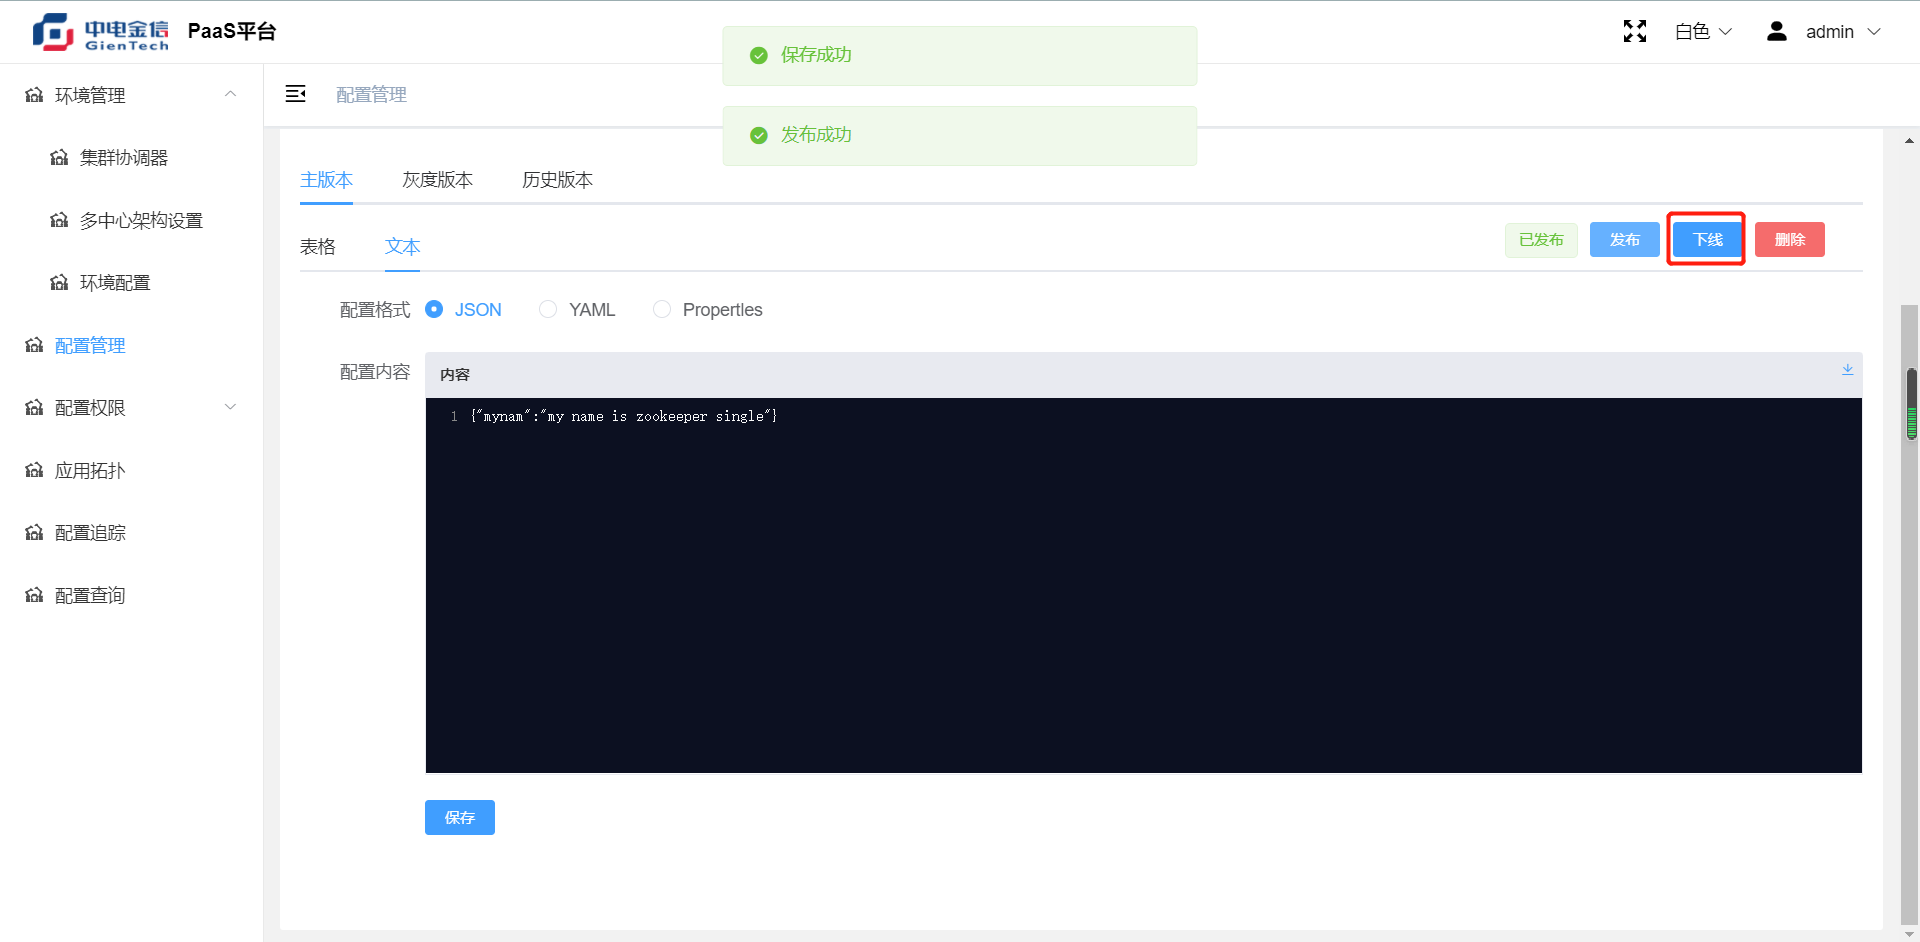 中电金信
GienTech
PaaS平台
白色
admin
保存成功
发布成功
环境管理
集群协调器
多中心架构设置
环境配置
配置管理
配置权限
应用拓扑
配置追踪
配置查询
配置管理
主版本 灰度版本 历史版本
表格 文本
已发布 发布 下线 删除
配置格式 JSON YAML Properties
配置内容
内容
1 {"mynam":"my name is zookeeper single"}
保存